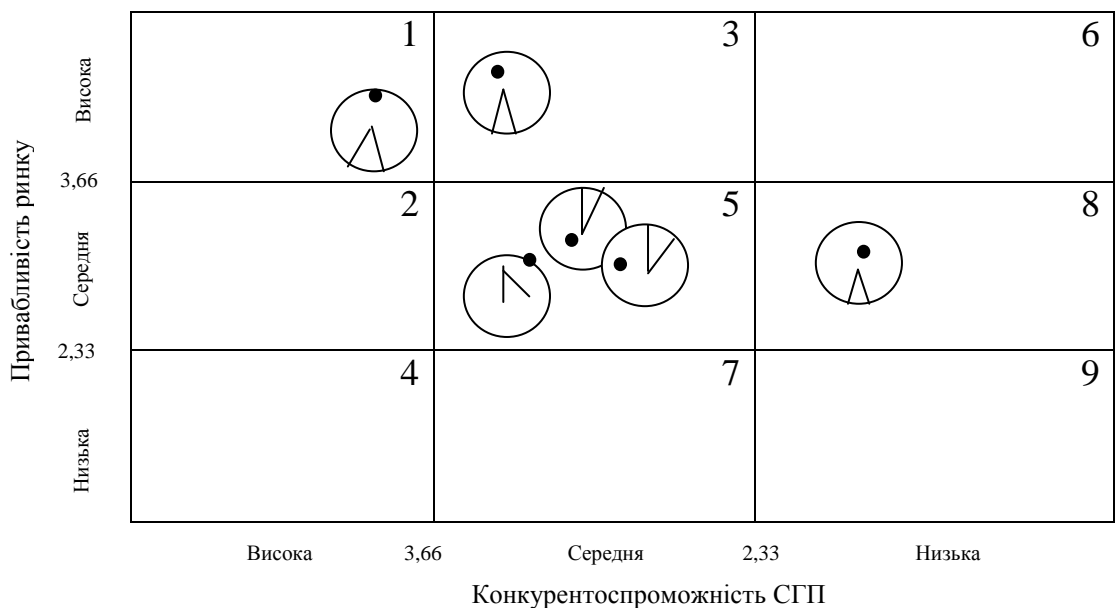 1
3
6
Висока
Привабливість ринку
3,66
2
5
8
Середня
2,33
4
7
9
Низька
Висока
3,66
Середня
2,33
Низька
Конкурентоспроможність СГП